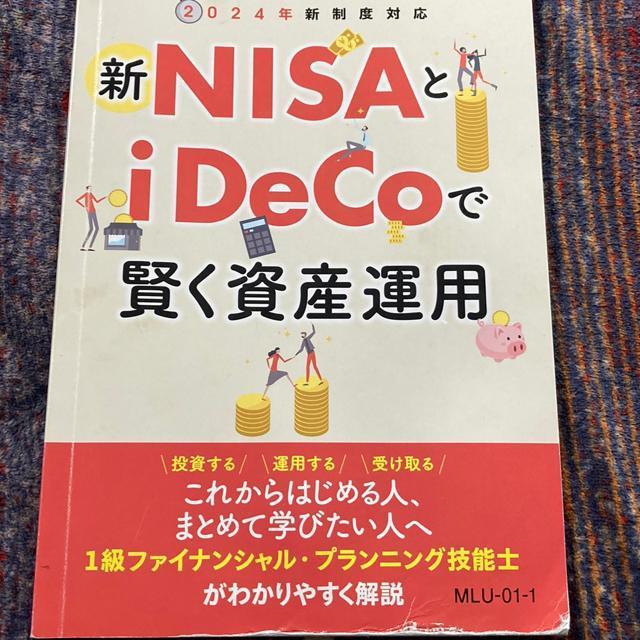 2024年新制度対応
新NISAと
iDeCoで
賢く資産運用
\投資する/ \運用する/ \受け取る/
これからはじめる人、
まとめて学びたい人へ
1級ファイナンシャル・プランニング技能士
がわかりやすく解説
MLU-01-1